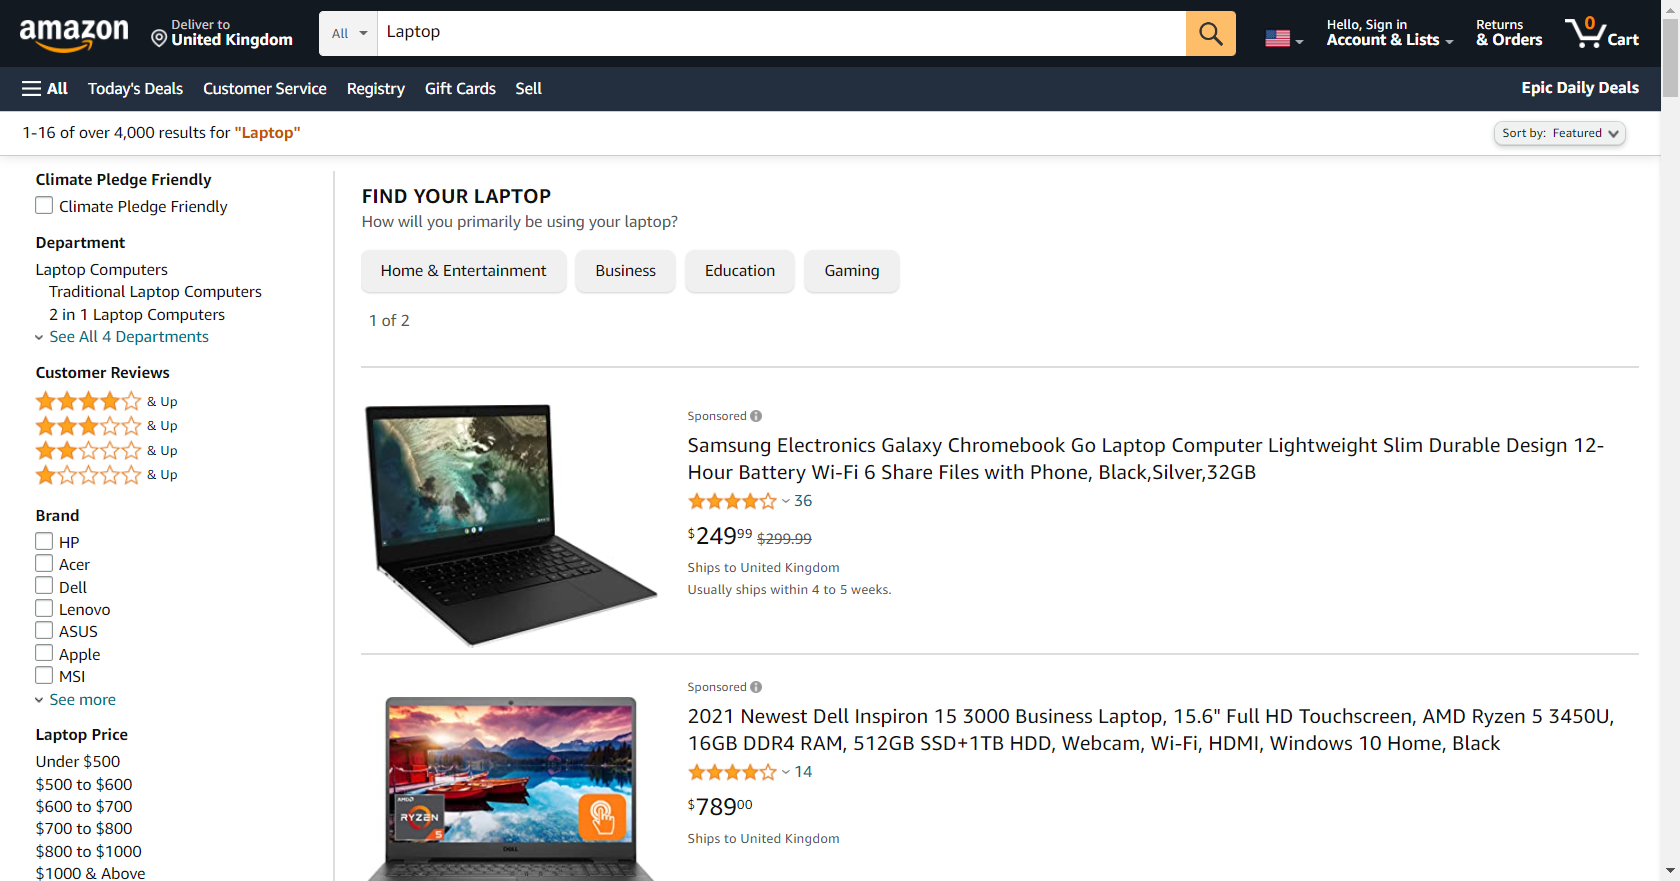 amazon
Deliver to
United Kingdom
All
Laptop
Hello, Sign in
Account & Lists
Returns
& Orders
0
Cart
All
Today's Deals
Customer Service
Registry
Gift Cards
Sell
Epic Daily Deals
1-16 of over 4,000 results for "Laptop"
Sort by: Featured
Climate Pledge Friendly
Climate Pledge Friendly
Department
Laptop Computers
Traditional Laptop Computers
2 in 1 Laptop Computers
See All 4 Departments
Customer Reviews
& Up
& Up
& Up
& Up
Brand
HP
Acer
Dell
Lenovo
ASUS
Apple
MSI
See more
Laptop Price
Under $500
$500 to $600
$600 to $700
$700 to $800
$800 to $1000
$1000 & Above
FIND YOUR LAPTOP
How will you primarily be using your laptop?
Home & Entertainment
Business
Education
Gaming
1 of 2
Sponsored
Samsung Electronics Galaxy Chromebook Go Laptop Computer Lightweight Slim Durable Design 12-
Hour Battery Wi-Fi 6 Share Files with Phone, Black,Silver,32GB
36
$24999 $299.99
Ships to United Kingdom
Usually ships within 4 to 5 weeks.
AMD
RYZEN
5
DELL
Sponsored
2021 Newest Dell Inspiron 15 3000 Business Laptop, 15.6" Full HD Touchscreen, AMD Ryzen 5 3450U,
16GB DDR4 RAM, 512GB SSD+1TB HDD, Webcam, Wi-Fi, HDMI, Windows 10 Home, Black
14
$78900
Ships to United Kingdom